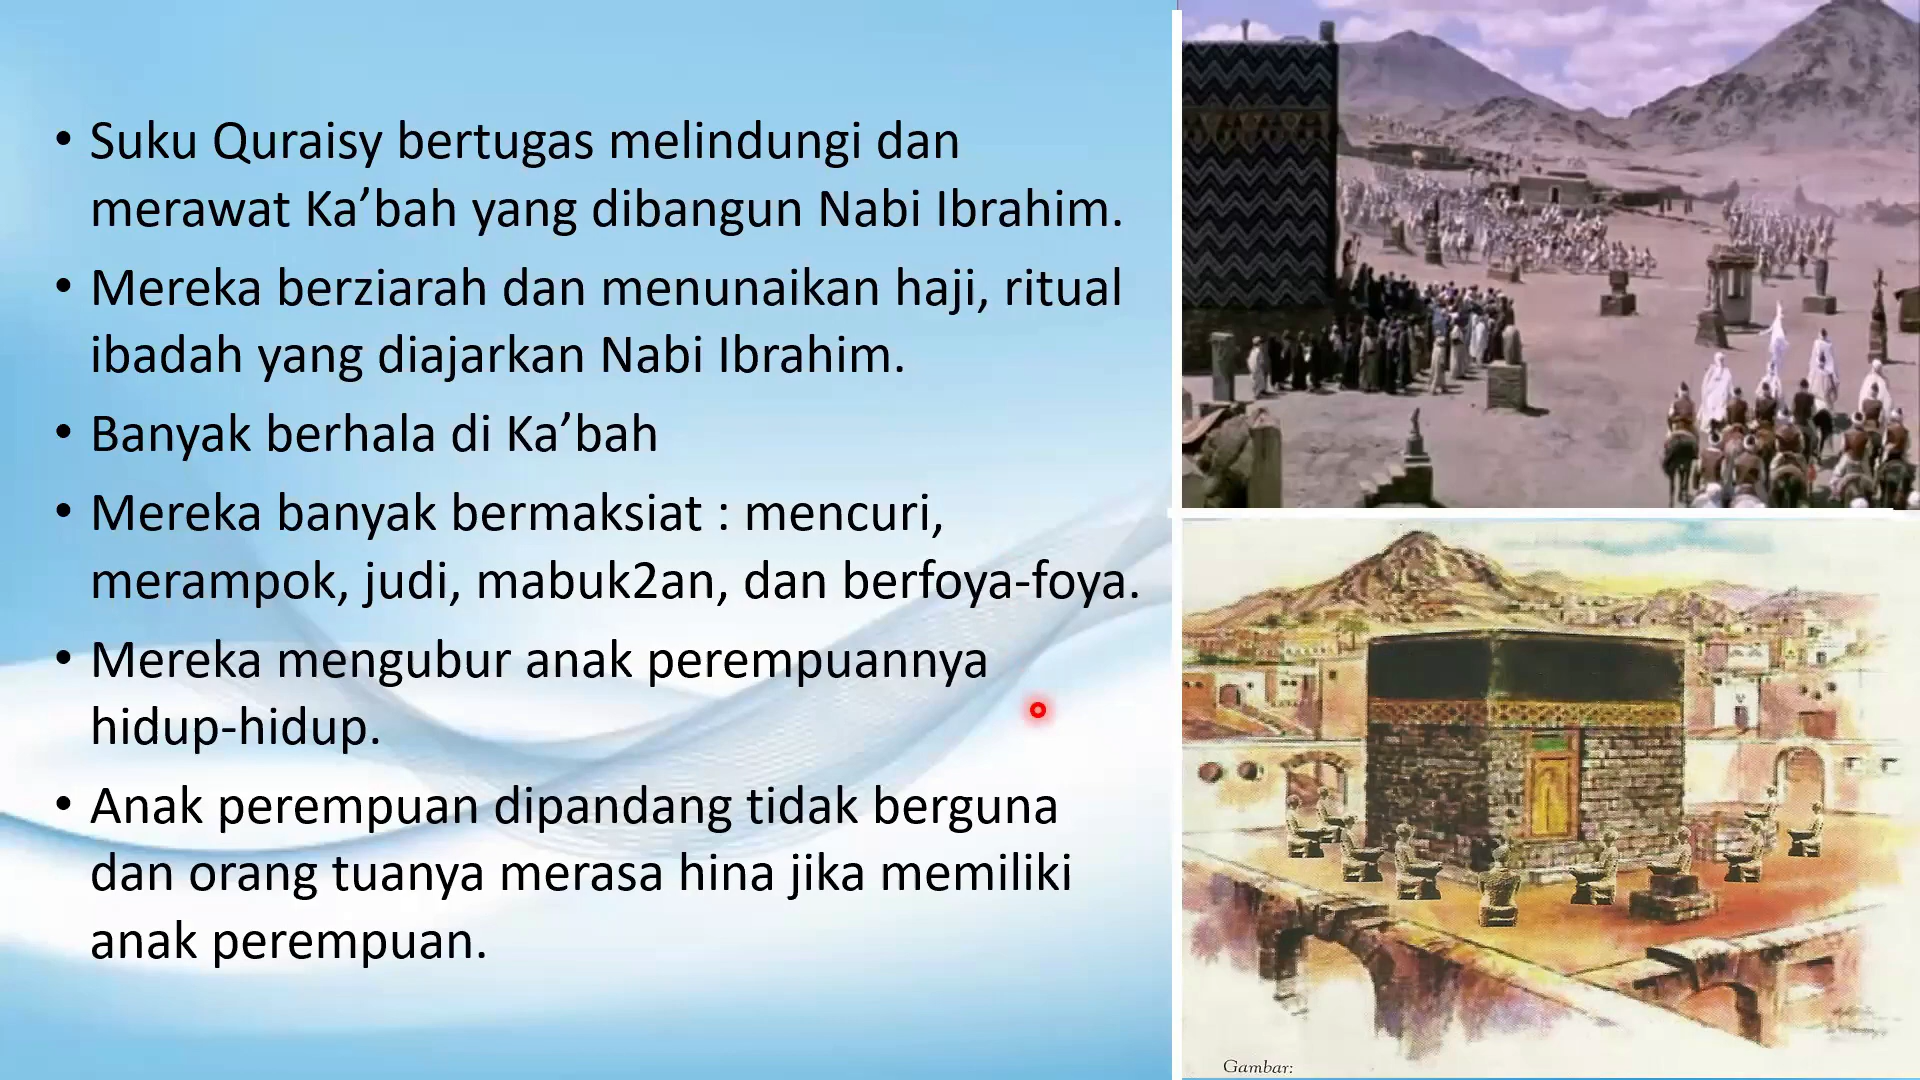 • Suku Quraisy bertugas melindungi dan
merawat Ka’bah yang dibangun Nabi Ibrahim.
• Mereka berziarah dan menunaikan haji, ritual
ibadah yang diajarkan Nabi Ibrahim.
• Banyak berhala di Ka’bah
• Mereka banyak bermaksiat : mencuri,
merampok, judi, mabuk2an, dan berfoya-foya.
• Mereka mengubur anak perempuannya
hidup-hidup.
• Anak perempuan dipandang tidak berguna
dan orang tuanya merasa hina jika memiliki
anak perempuan.
Gambar: